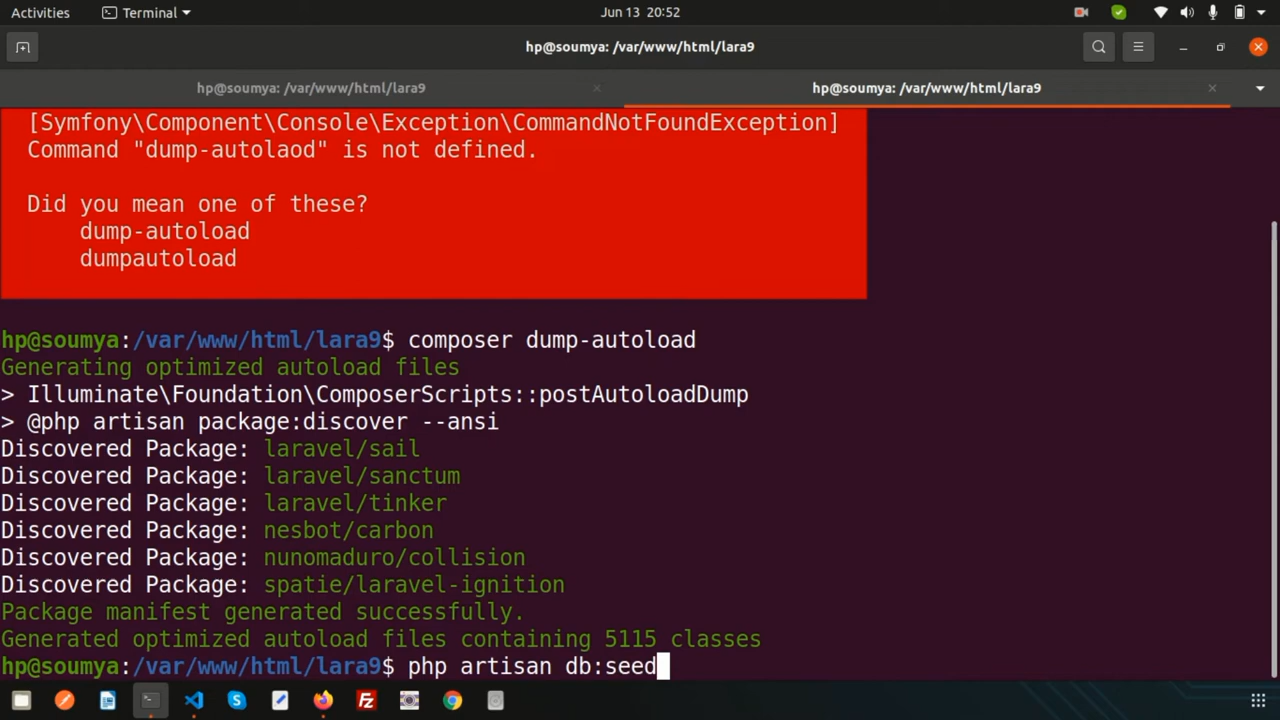 Activities Terminal Jun 13 20:52
hp@soumya: /var/www/html/lara9
hp@soumya: /var/www/html/lara9 hp@soumya: /var/www/html/lara9
[Symfony\Component\Console\Exception\CommandNotFoundException]
Command "dump-autolaod" is not defined.
Did you mean one of these?
dump-autoload
dumpautoload
hp@soumya:/var/www/html/lara9$ composer dump-autoload
Generating optimized autoload files
> Illuminate\Foundation\ComposerScripts::postAutoloadDump
> @php artisan package:discover --ansi
Discovered Package: laravel/sail
Discovered Package: laravel/sanctum
Discovered Package: laravel/tinker
Discovered Package: nesbot/carbon
Discovered Package: nunomaduro/collision
Discovered Package: spatie/laravel-ignition
Package manifest generated successfully.
Generated optimized autoload files containing 5115 classes
hp@soumya:/var/www/html/lara9$ php artisan db:seed